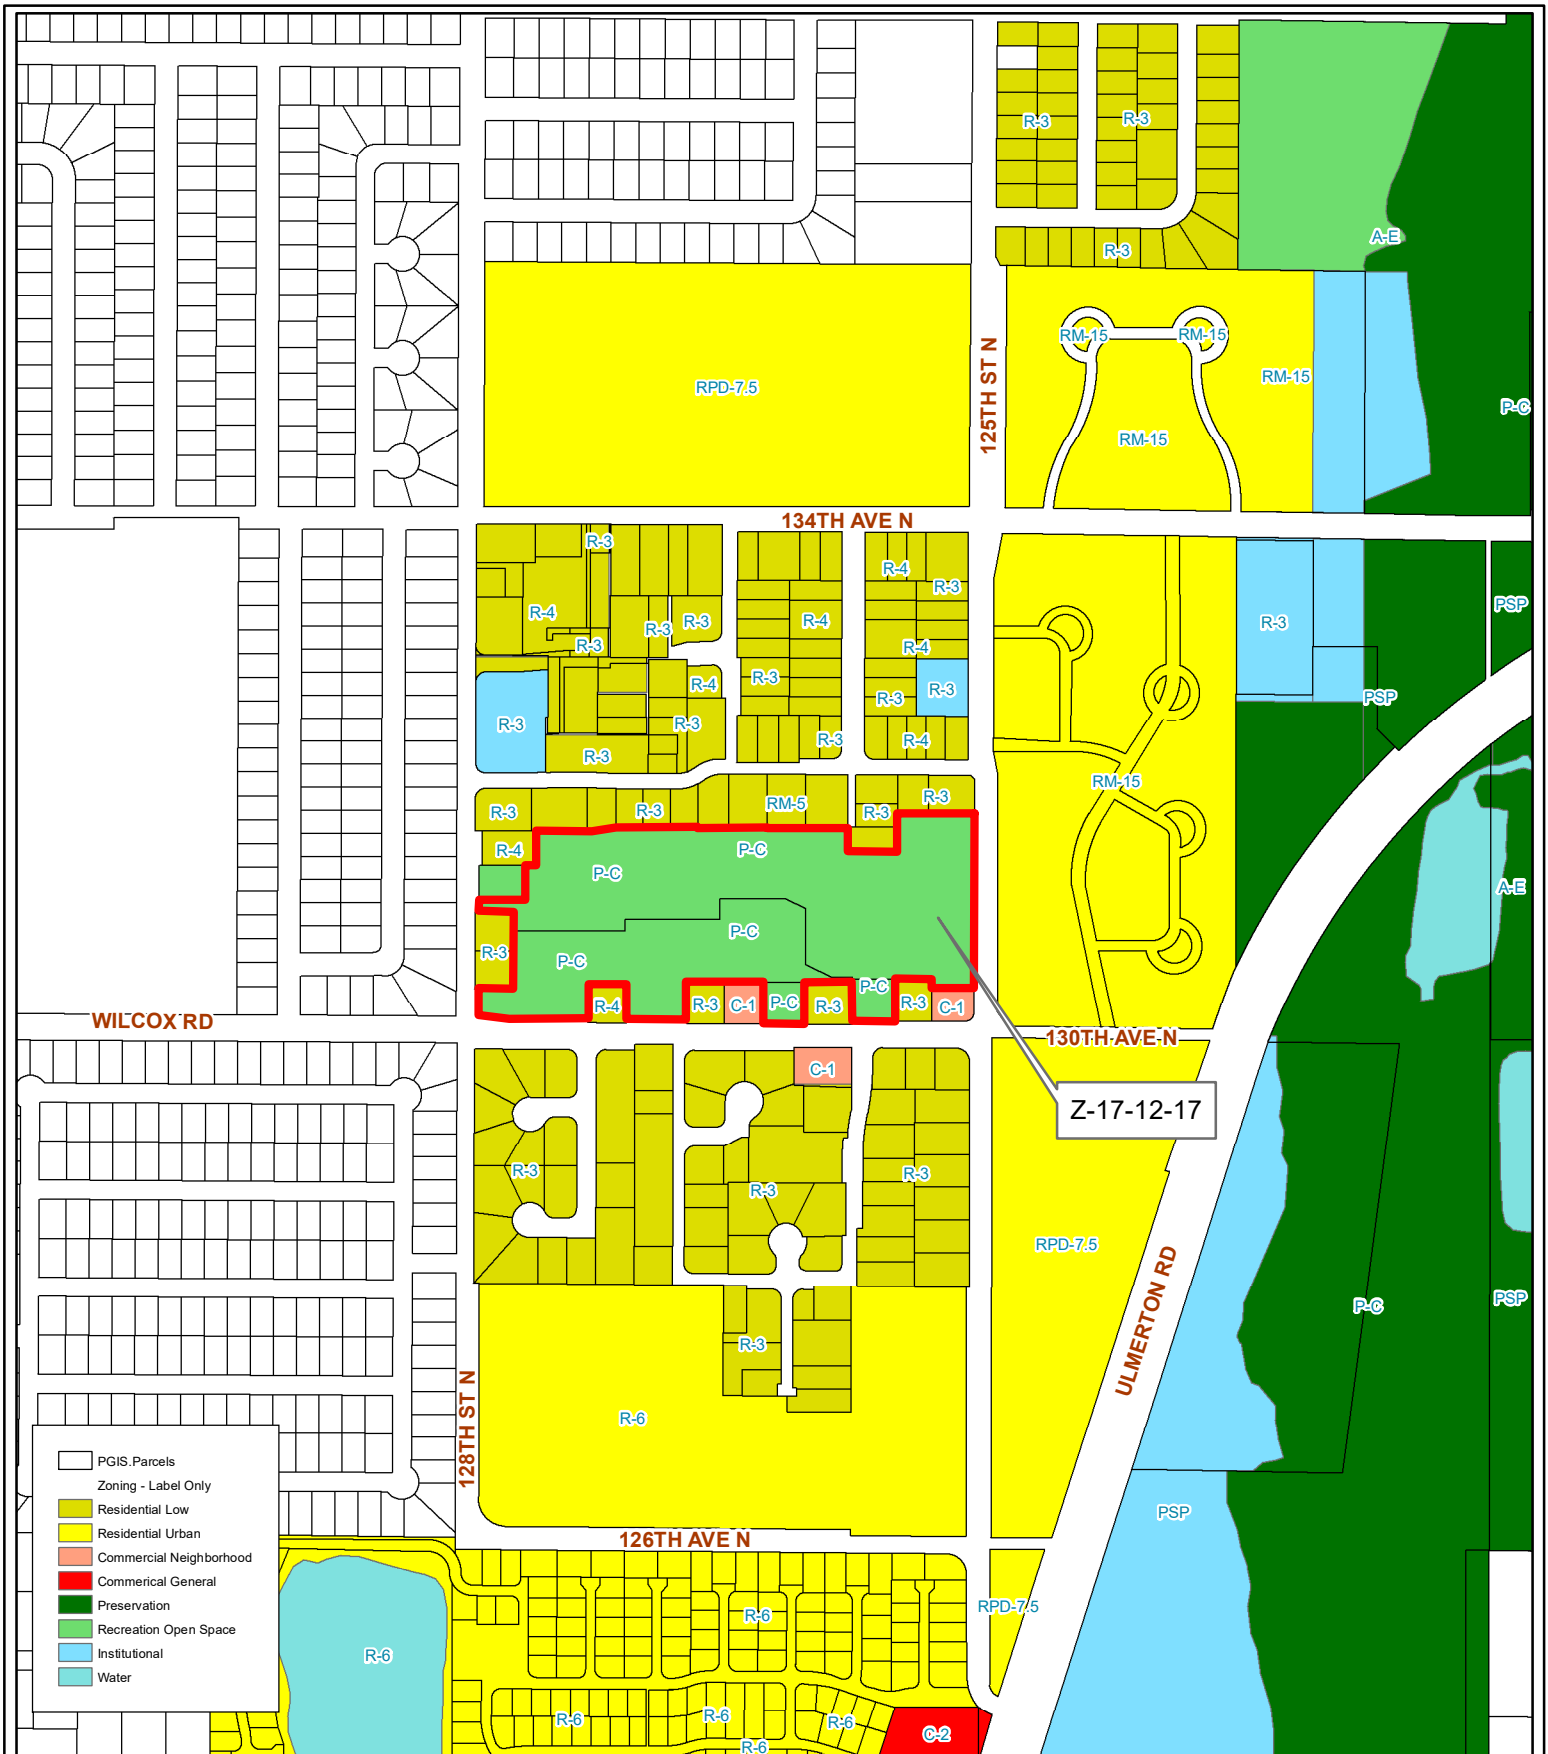 R-3
R-3
R-3
A-E
RM-15
RM-15
125TH ST N
RPD-7.5
RM-15
P-C
RM-15
134TH AVE N
R-3
R-4
R-3
PSP
R-4
R-3
R-3
R-4
R-3
R-3
R-4
R-3
R-4
R-3
R-3
R-3
PSP
R-3
R-3
R-3
R-4
R-3
RM-15
R-3
R-3
RM-5
R-3
R-3
R-4
P-C
P-C
A-E
P-C
R-3
P-C
P-C
R-4
R-3
C-1
P-C
R-3
R-3
C-1
WILCOX RD
130TH AVE N
C-1
Z-17-12-17
R-3
R-3
R-3
RPD-7.5
ULMERTON RD
P-C
PSP
R-3
128TH ST N
R-6
PGIS.Parcels
Zoning - Label Only
Residential Low
Residential Urban
Commercial Neighborhood
Commerical General
Preservation
Recreation Open Space
Institutional
Water
PSP
126TH AVE N
RPD-7.5
R-6
R-6
R-6
R-6
R-6
C-2
R-6